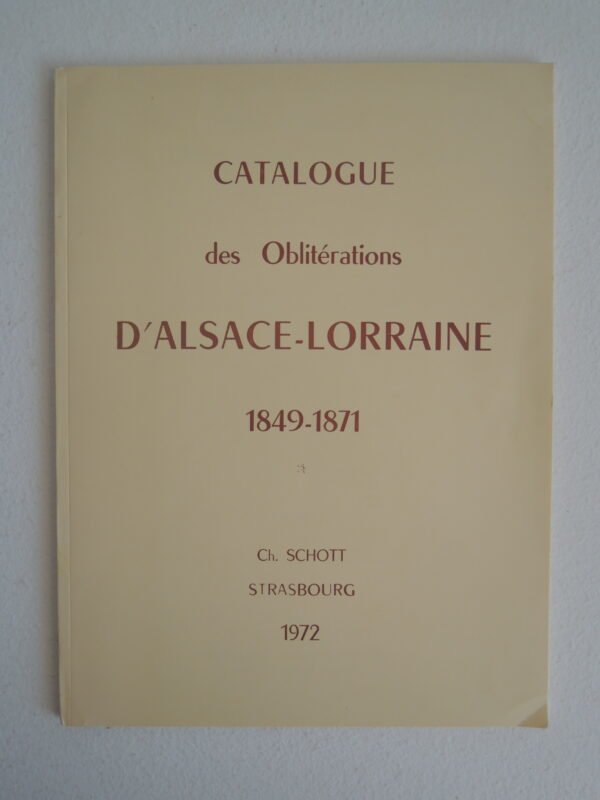 CATALOGUE
des Oblitérations
D'ALSACE-LORRAINE
1849-1871
Ch. SCHOTT
STRASBOURG
1972